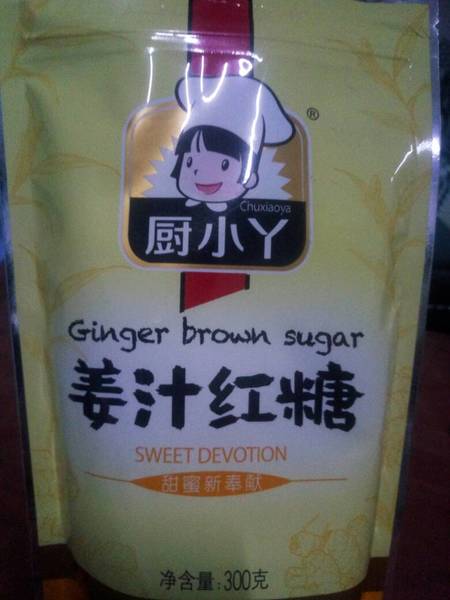 ®
Chuxiaoya
厨小丫
Ginger brown sugar
姜汁红糖
SWEET DEVOTION
甜蜜新奉献
净含量:300克